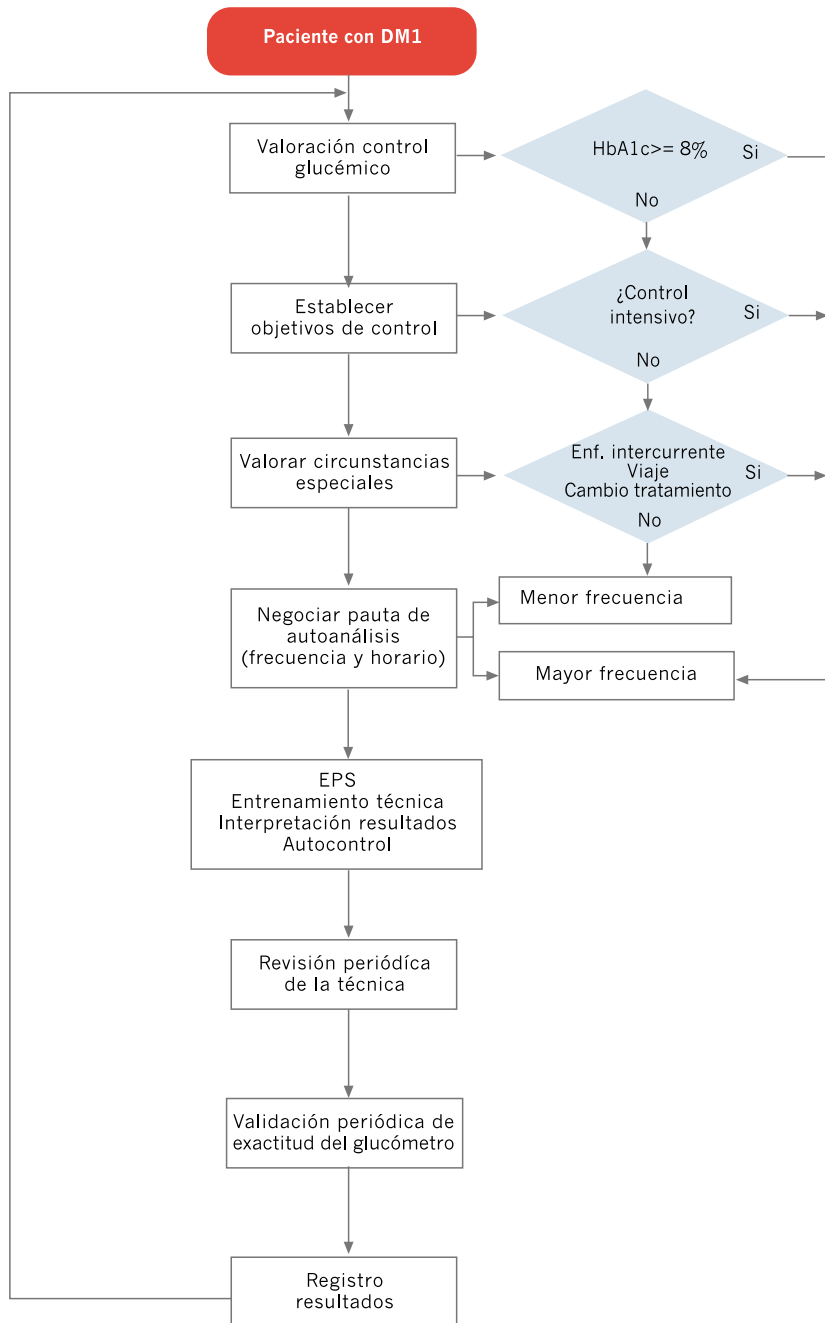 Paciente con DM1
Valoración control
glucémico
HbA1c>= 8%
Si
No
Establecer
objetivos de control
¿Control
intensivo?
Si
No
Valorar circunstancias
especiales
Enf. intercurrente
Viaje
Cambio tratamiento
Si
No
Negociar pauta de
autoanálisis
(frecuencia y horario)
Menor frecuencia
Mayor frecuencia
EPS
Entrenamiento técnica
Interpretación resultados
Autocontrol
Revisión periódíca
de la técnica
Validación periódica de
exactitud del glucómetro
Registro
resultados